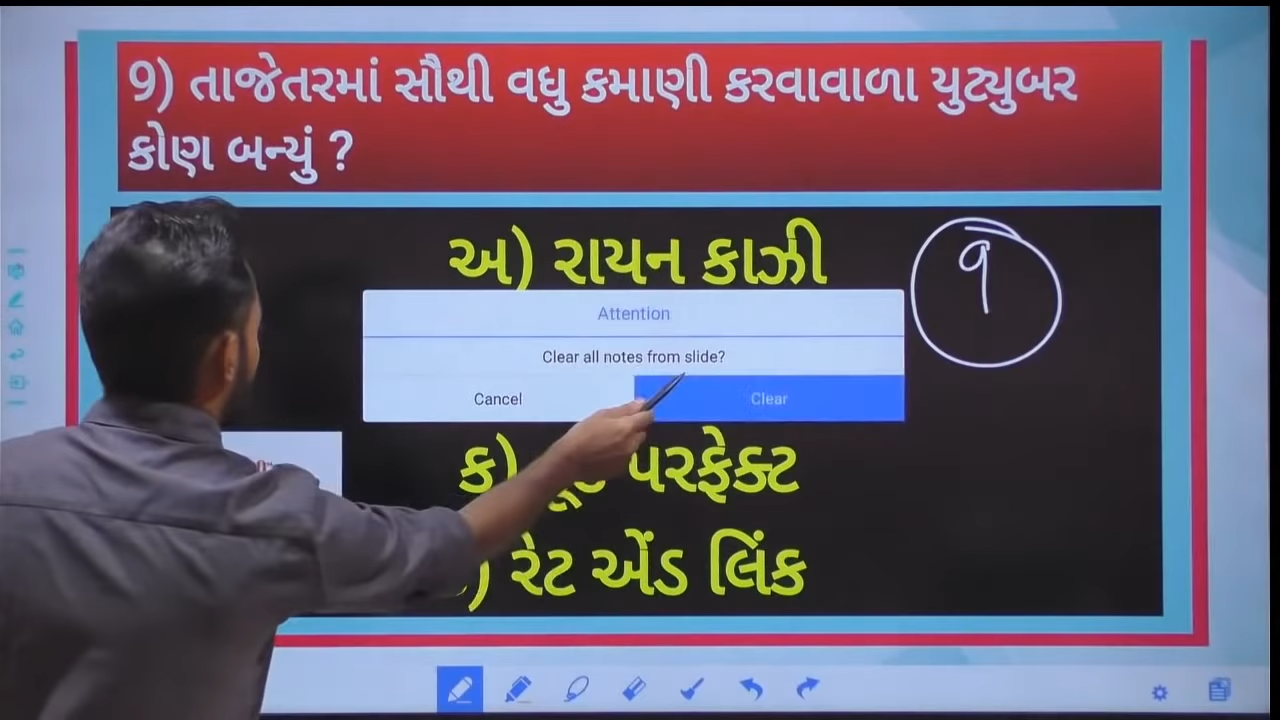 9) તાજેતરમાં સૌથી વધુ કમાણી કરવાવાળા યુટ્યુબર
કોણ બન્યું ?
અ) રાયન કાઝી
9
Attention
Clear all notes from slide?
Cancel Clear
ક) પરફેક્ટ
) રેટ એંડ લિંક